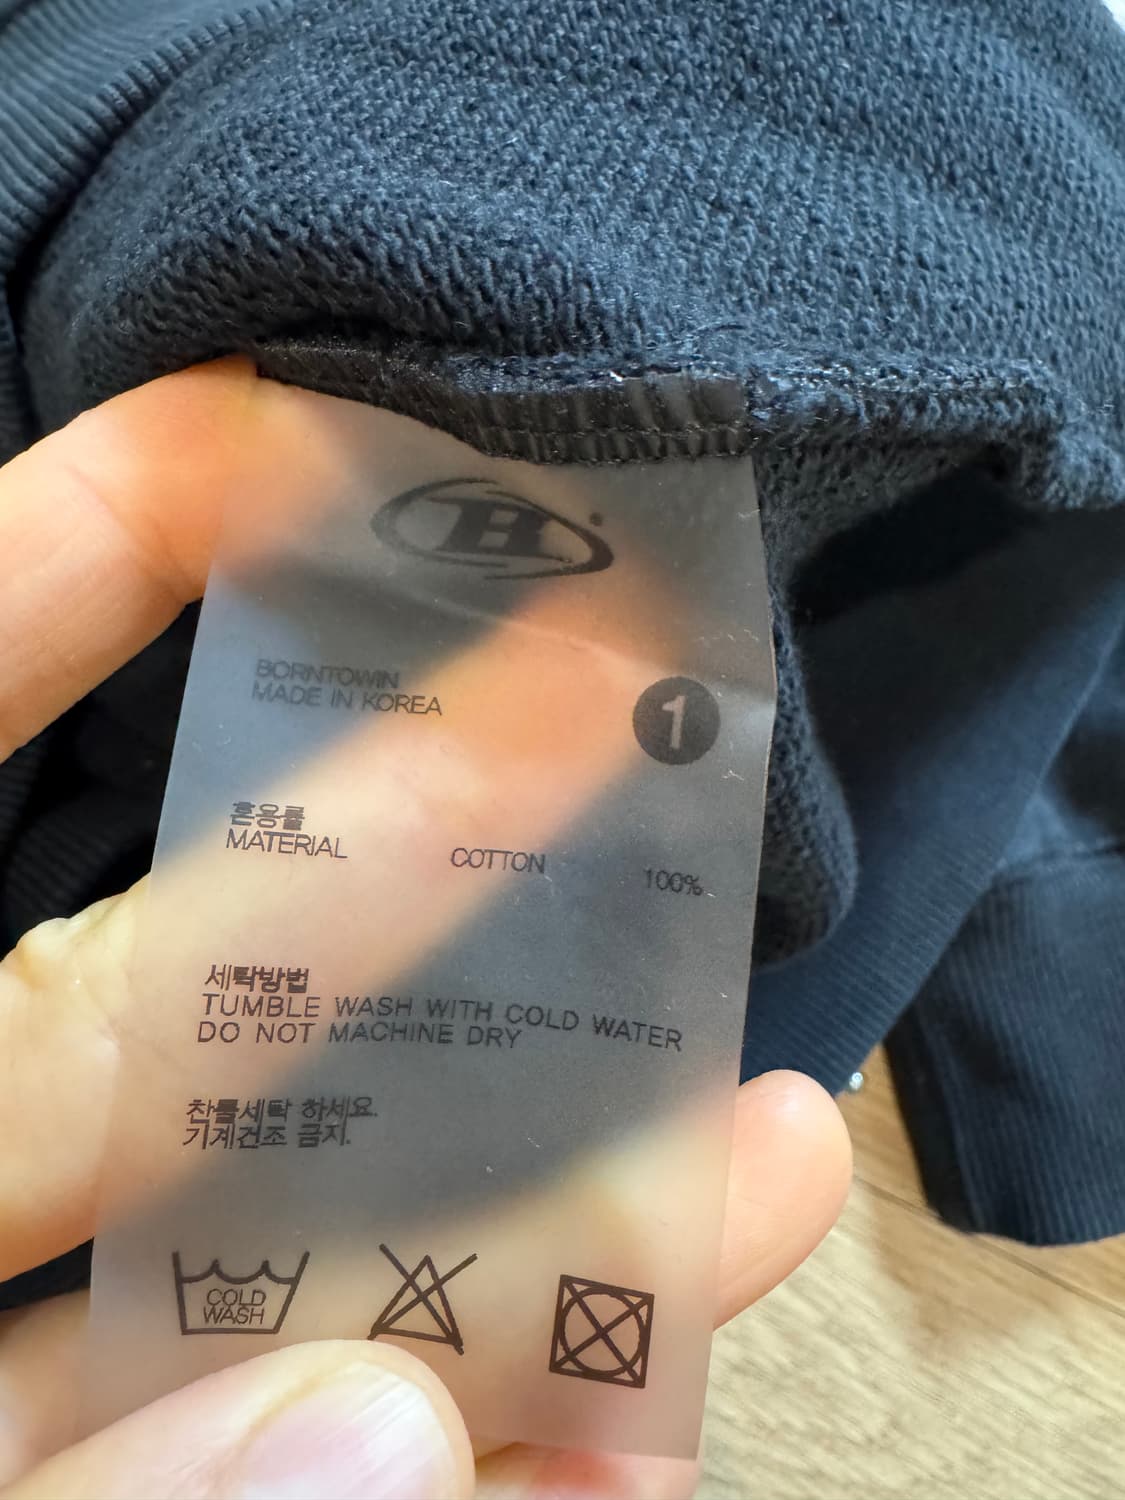 B
BORNTOWIN
MADE IN KOREA
1
혼용률
MATERIAL COTTON 100%
세탁방법
TUMBLE WASH WITH COLD WATER
DO NOT MACHINE DRY
찬물세탁 하세요.
기계건조 금지.
COLD
WASH